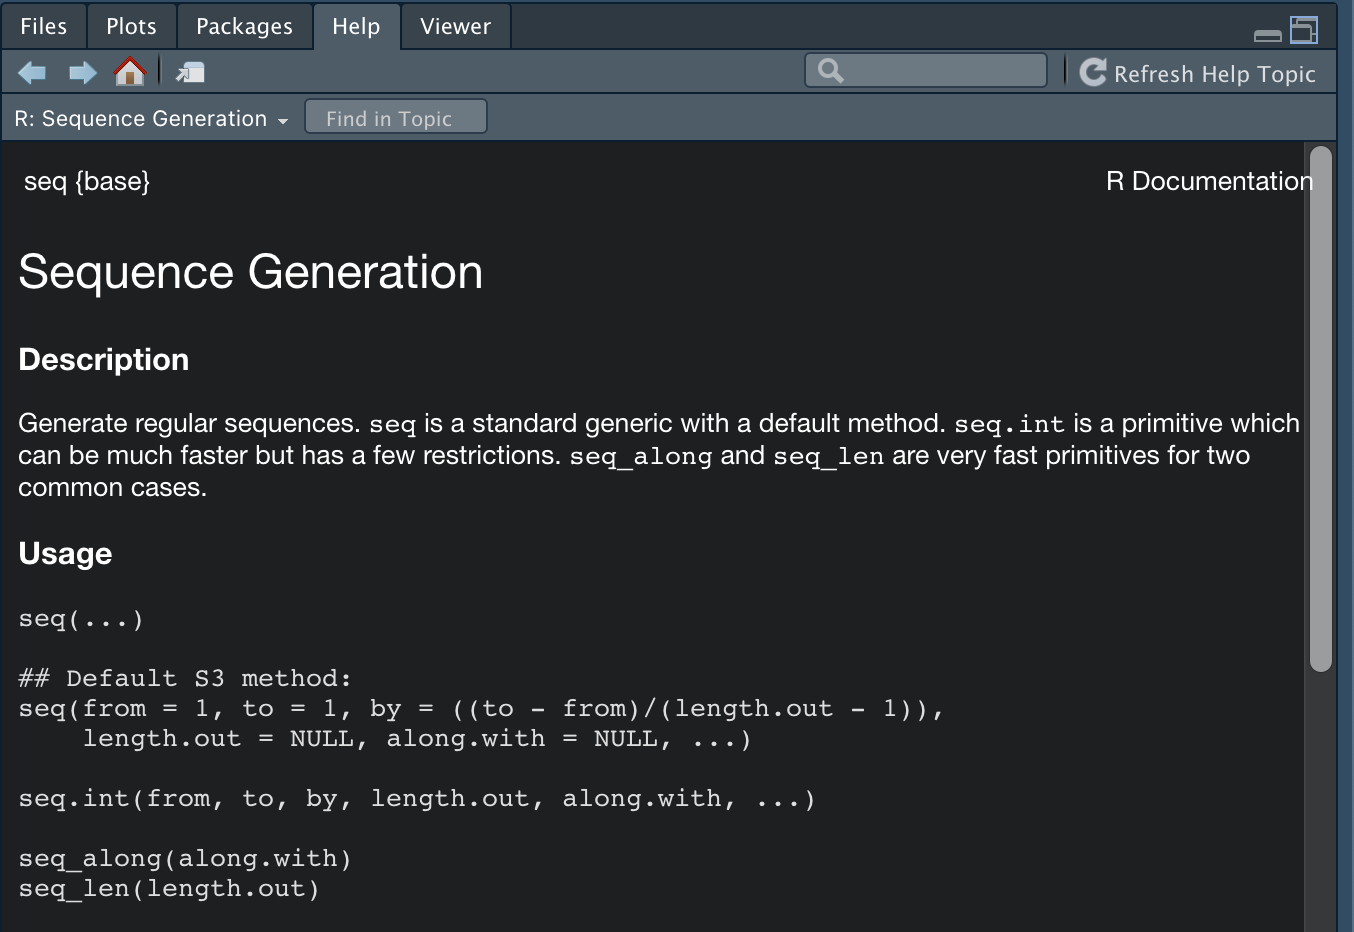 Files Plots Packages Help Viewer
Refresh Help Topic
R: Sequence Generation Find in Topic
seq {base} R Documentation
Sequence Generation
Description
Generate regular sequences. seq is a standard generic with a default method. seq.int is a primitive which
can be much faster but has a few restrictions. seq_along and seq_len are very fast primitives for two
common cases.
Usage
seq(...)
## Default S3 method:
seq(from = 1, to = 1, by = ((to - from)/(length.out - 1)),
    length.out = NULL, along.with = NULL, ...)
seq.int(from, to, by, length.out, along.with, ...)
seq_along(along.with)
seq_len(length.out)